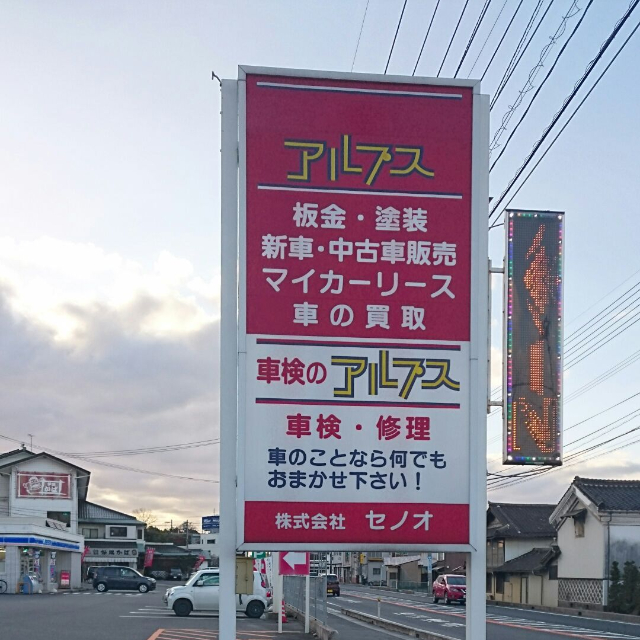 アルプス
板金・塗装
新車・中古車販売
マイカーリース
車の買取
車検のアルプス
車検・修理
車のことなら何でも
おまかせ下さい！
株式会社 セノオ